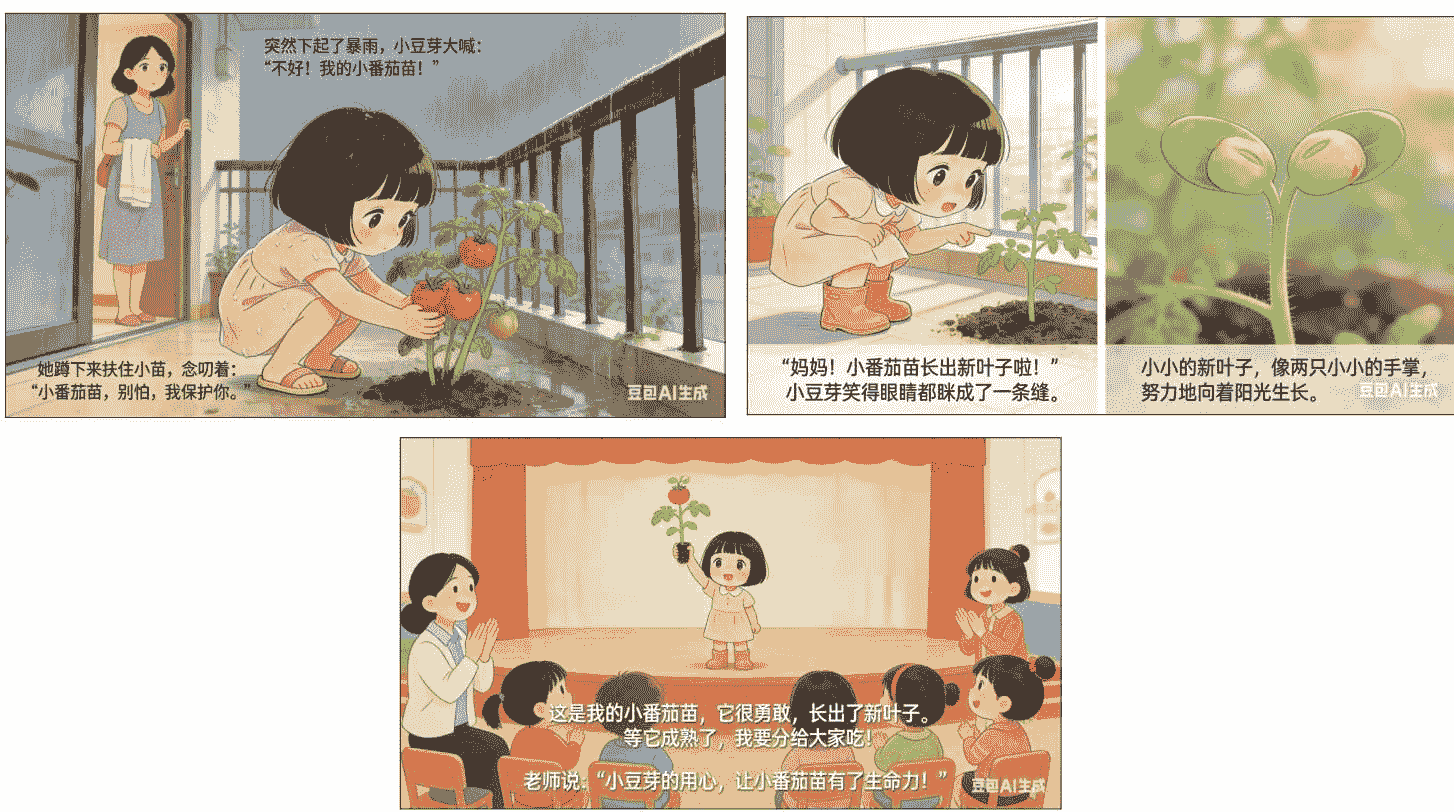 突然下起了暴雨，小豆芽大喊：
“不好！我的小番茄苗！”
她蹲下来扶住小苗，念叨着：
“小番茄苗，别怕，我保护你。”
豆包AI生成
“妈妈！小番茄苗长出新叶子啦！”
小豆芽笑得眼睛都眯成了一条缝。
小小的新叶子，像两只小小的手掌，
努力地向着阳光生长。
豆包AI生成
这是我的小番茄苗，它很勇敢，长出了新叶子。
等它成熟了，我要分给大家吃！
老师说：“小豆芽的用心，让小番茄苗有了生命力！”
豆包AI生成